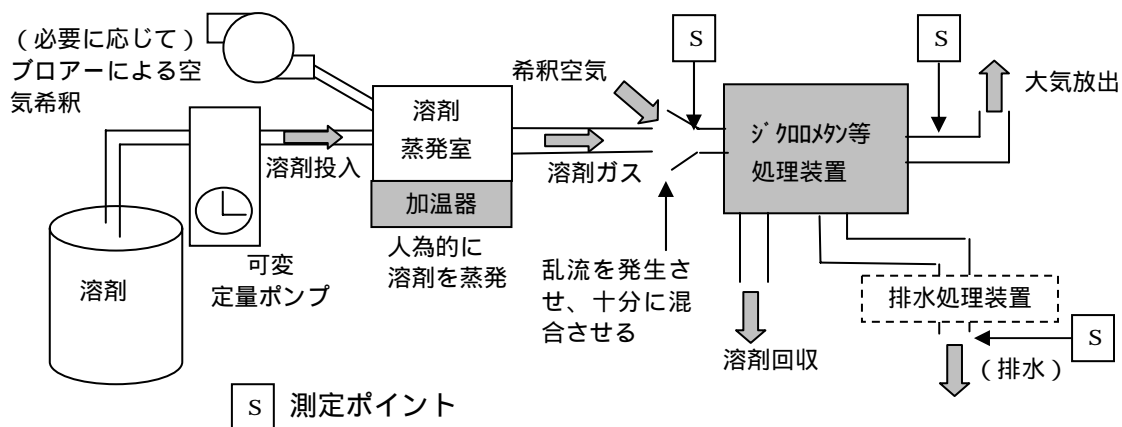 （必要に応じて）
ブロアーによる空
気希釈
溶剤投入
溶剤
可変
定量ポンプ
溶剤
蒸発室
加温器
人為的に
溶剤を蒸発
溶剤ガス
希釈空気
乱流を発生さ
せ、十分に混
合させる
S
ｼﾞｸﾛﾛﾒﾀﾝ等
処理装置
S
大気放出
溶剤回収
排水処理装置
S
（排水）
S 測定ポイント